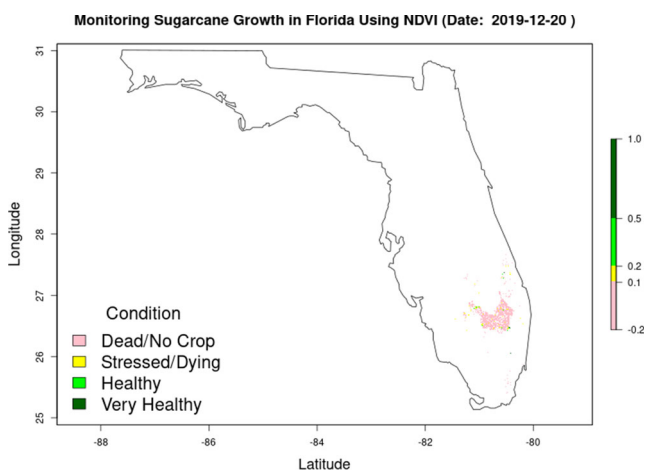 Monitoring Sugarcane Growth in Florida Using NDVI (Date:  2019-12-20 )
31
30
29
28
27
26
25
Longitude
-88
-86
-84
-82
-80
Latitude
Condition
Dead/No Crop
Stressed/Dying
Healthy
Very Healthy
1.0
0.5
0.2
0.1
-0.2